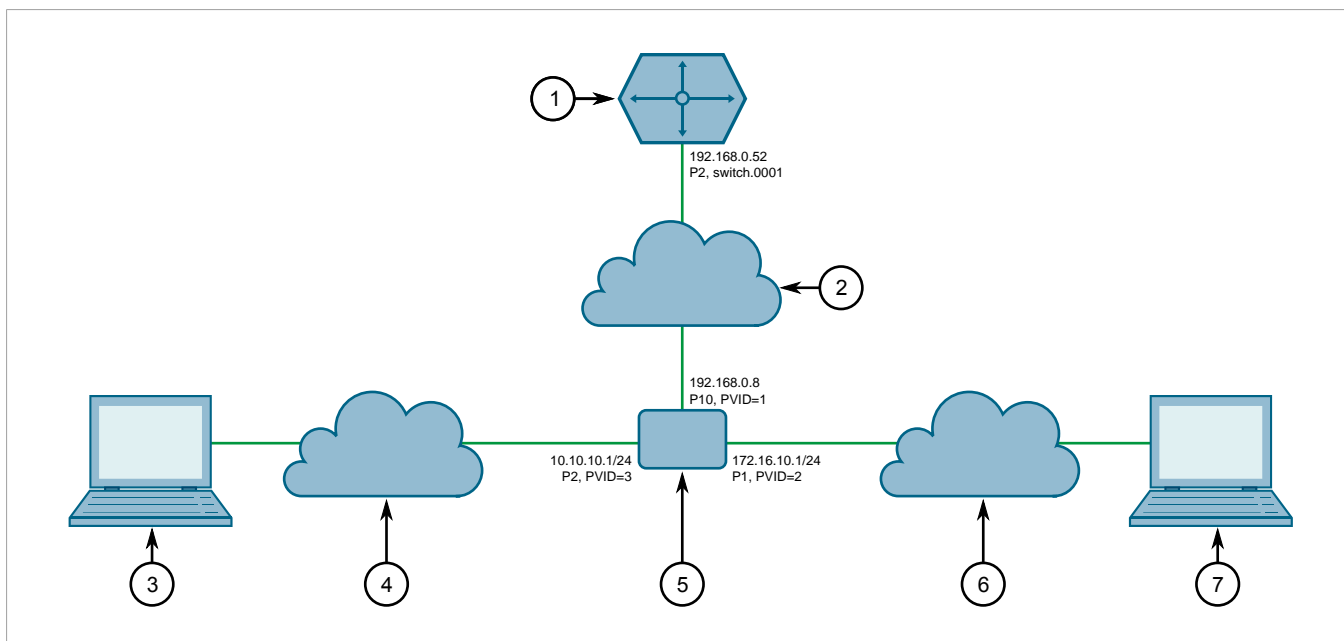 1
192.168.0.52
P2, switch.0001
2
192.168.0.8
P10, PVID=1
10.10.10.1/24
P2, PVID=3
172.16.10.1/24
P1, PVID=2
3
4
5
6
7